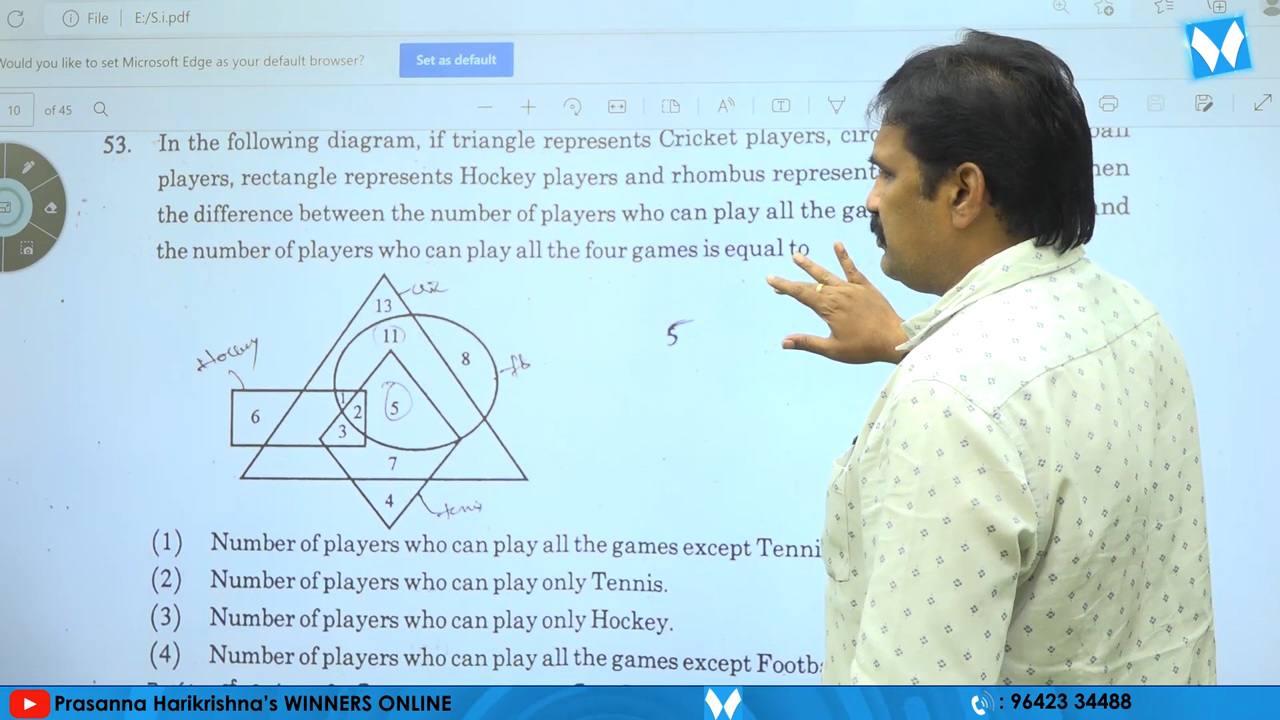 File
E:/S.i.pdf
Would you like to set Microsoft Edge as your default browser?
Set as default
10 of 45
53. In the following diagram, if triangle represents Cricket players,
players, rectangle represents Hockey players and rhombus
the difference between the number of players who can play all the
the number of players who can play all the four games is equal to
13
11
8
5
Hockey
fb
6
1
2
5
3
7
4
(1) Number of players who can play all the games except
(2) Number of players who can play only Tennis.
(3) Number of players who can play only Hockey.
(4) Number of players who can play all the games except
Prasanna Harikrishna's WINNERS ONLINE
: 96423 34488